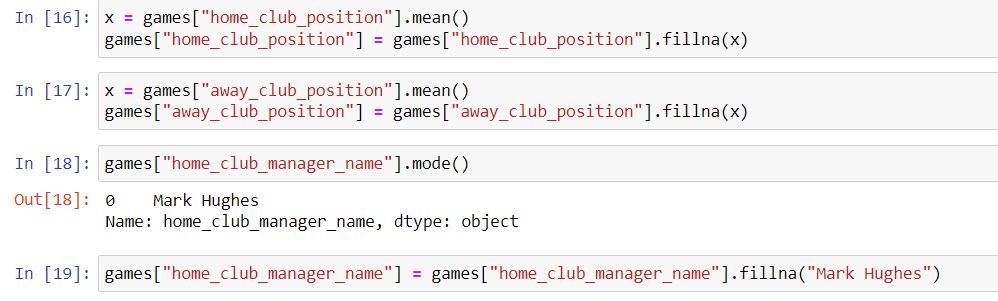 In [16]: x = games["home_club_position"].mean()
games["home_club_position"] = games["home_club_position"].fillna(x)
In [17]: x = games["away_club_position"].mean()
games["away_club_position"] = games["away_club_position"].fillna(x)
In [18]: games["home_club_manager_name"].mode()
Out[18]: 0    Mark Hughes
Name: home_club_manager_name, dtype: object
In [19]: games["home_club_manager_name"] = games["home_club_manager_name"].fillna("Mark Hughes")